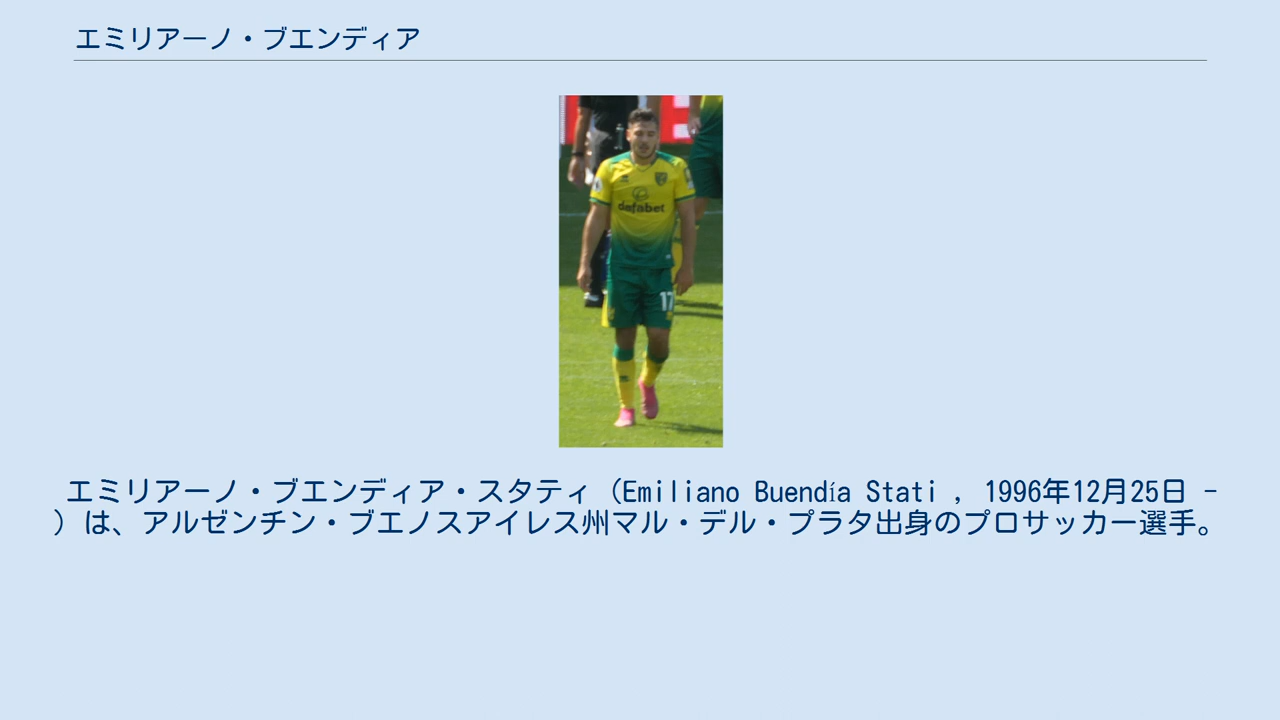 エミリアーノ・ブエンディア
dafabet
17
エミリアーノ・ブエンディア・スタティ（Emiliano Buendía Stati , 1996年12月25日 -
）は、アルゼンチン・ブエノスアイレス州マル・デル・プラタ出身のプロサッカー選手。